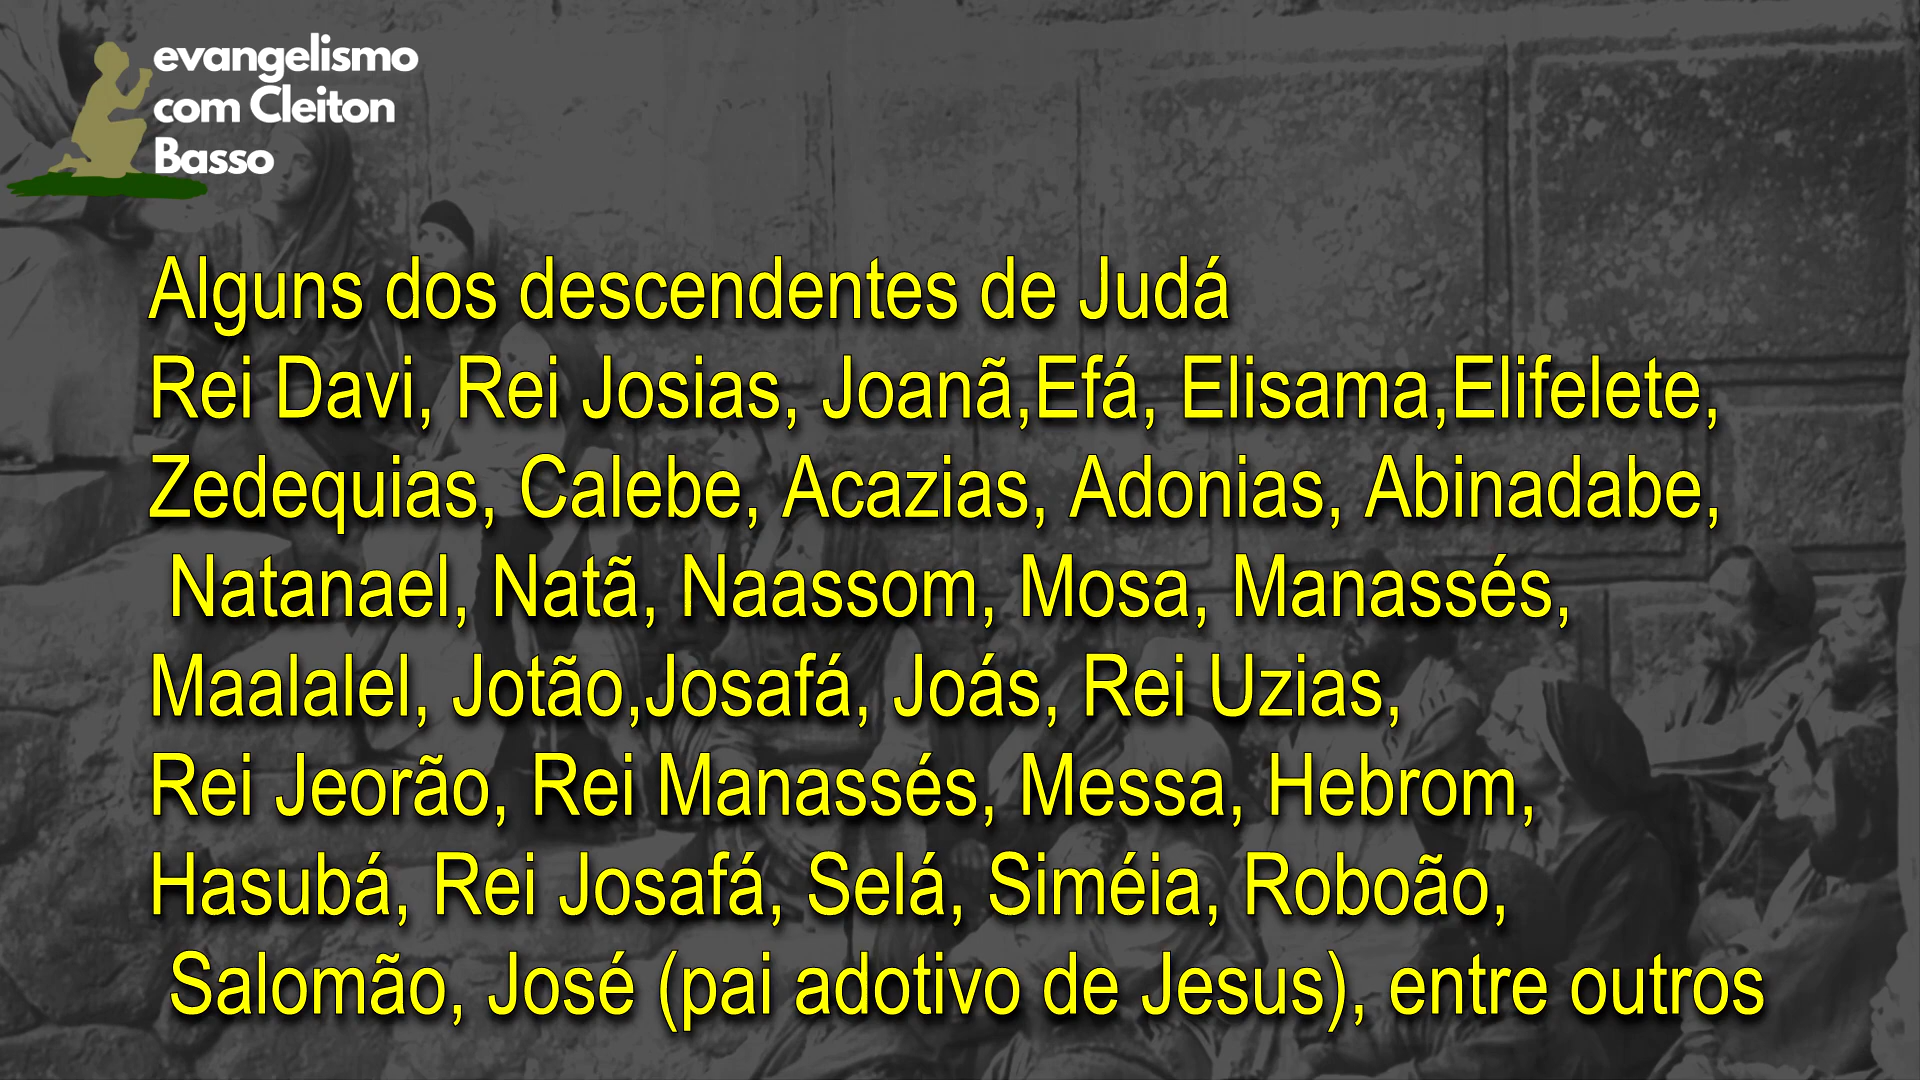 evangelismo
com Cleiton
Basso
Alguns dos descendentes de Judá
Rei Davi, Rei Josias, Joanã,Efá, Elisama,Elifelete,
Zedequias, Calebe, Acazias, Adonias, Abinadabe,
Natanael, Natã, Naassom, Mosa, Manassés,
Maalalel, Jotão,Josafá, Joás, Rei Uzias,
Rei Jeorão, Rei Manassés, Messa, Hebrom,
Hasubá, Rei Josafá, Selá, Siméia, Roboão,
Salomão, José (pai adotivo de Jesus), entre outros